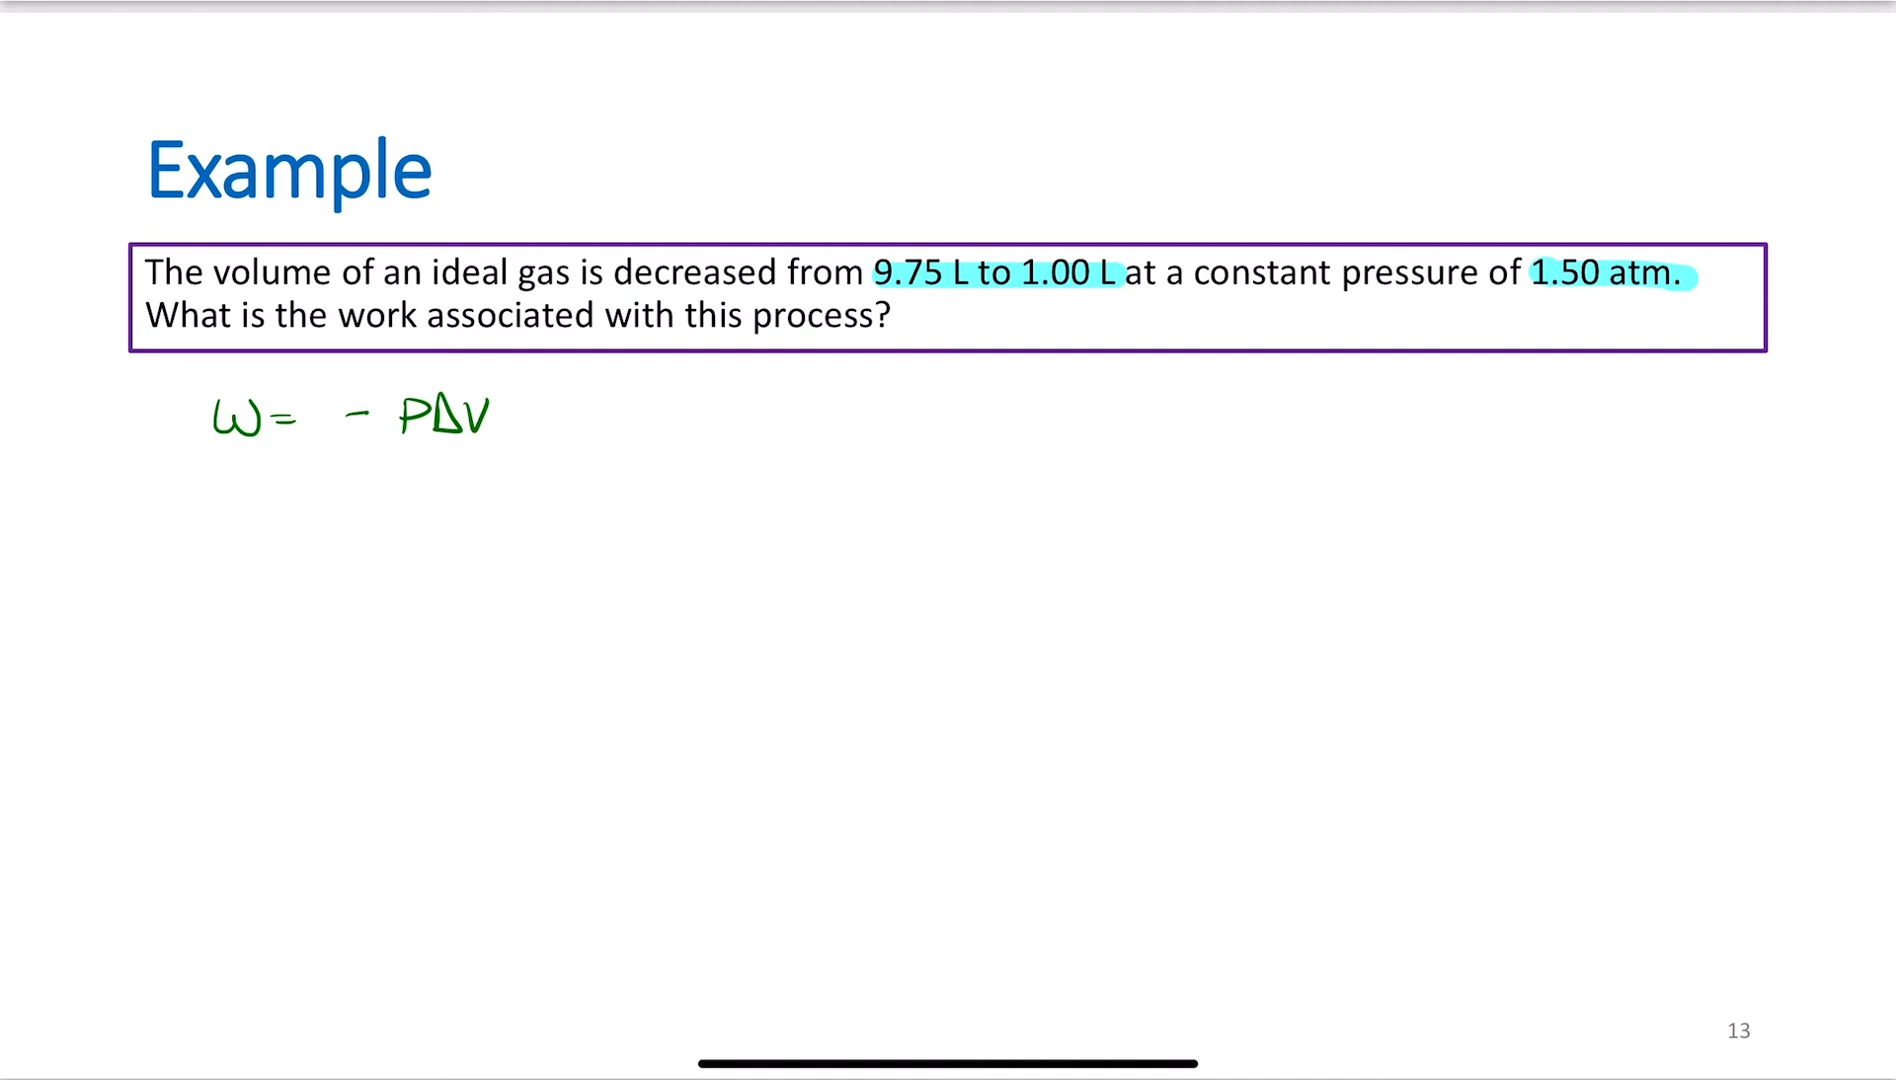 Example
The volume of an ideal gas is decreased from 9.75 L to 1.00 L at a constant pressure of 1.50 atm.
What is the work associated with this process?
ω = - PΔV
13